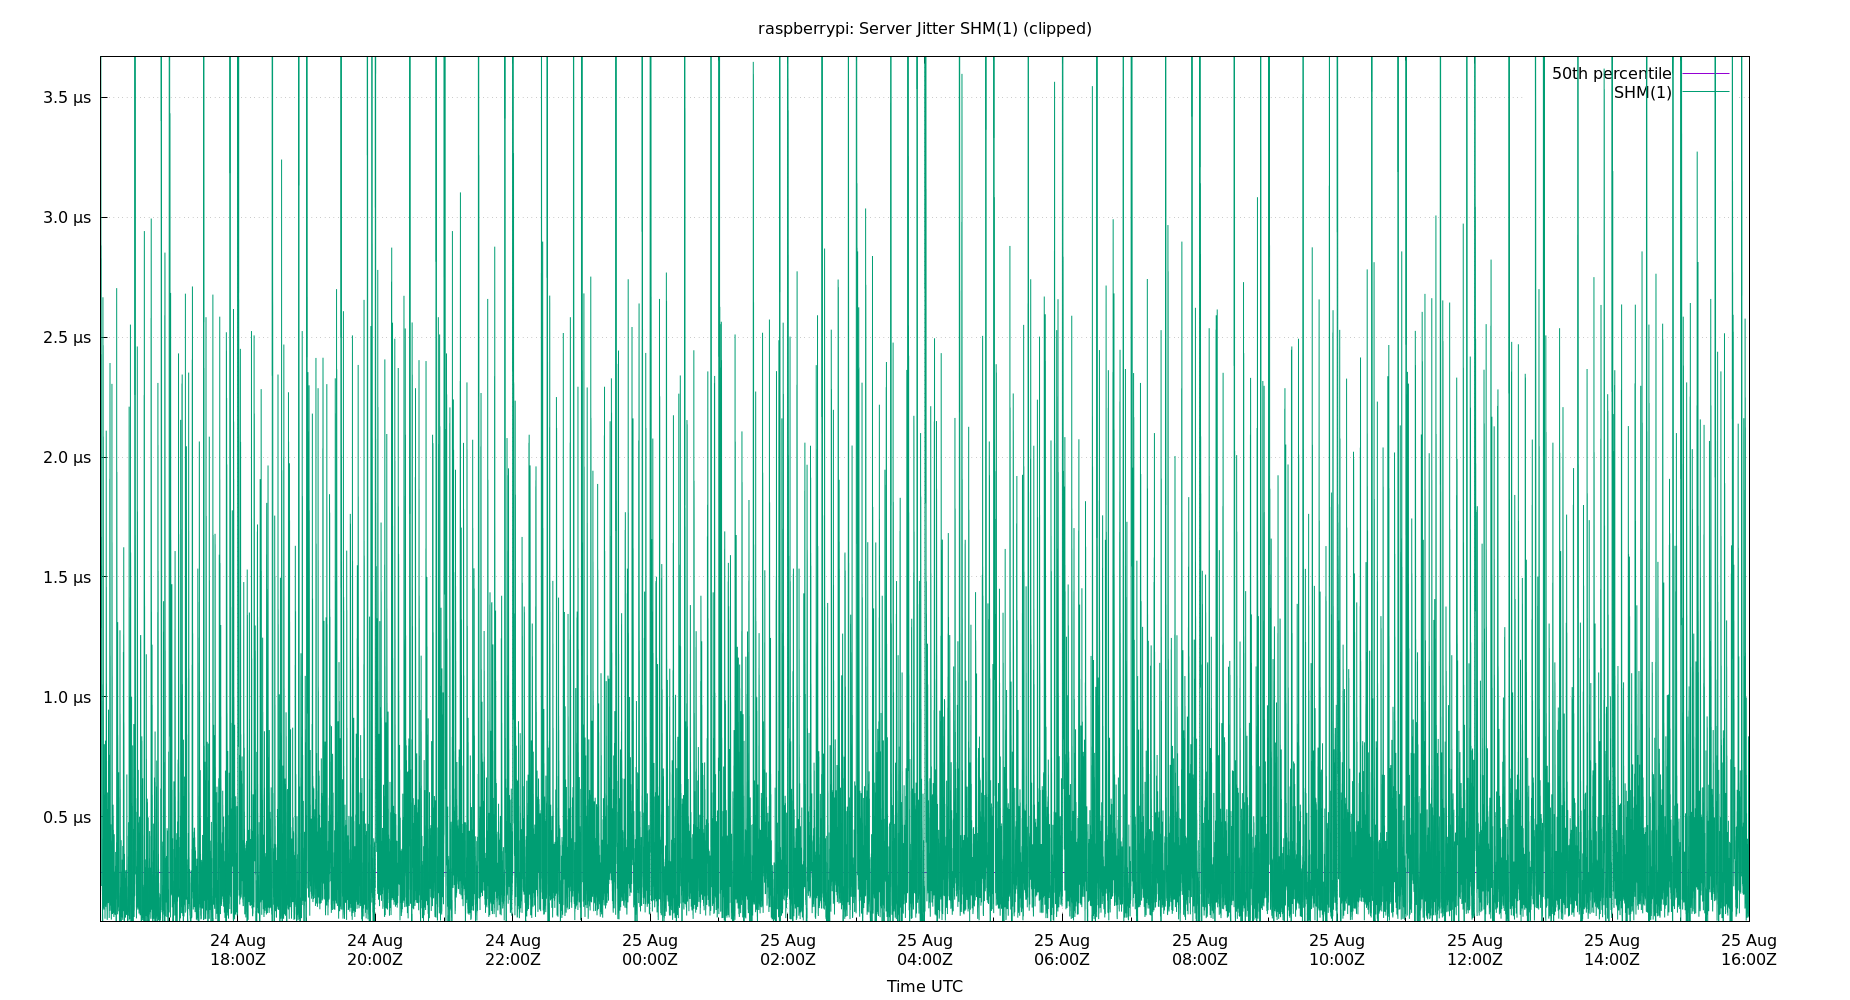 raspberrypi: Server Jitter SHM(1) (clipped)
50th percentile
SHM(1)
3.5 µs
3.0 µs
2.5 µs
2.0 µs
1.5 µs
1.0 µs
0.5 µs
24 Aug 24 Aug 24 Aug 25 Aug 25 Aug 25 Aug 25 Aug 25 Aug 25 Aug 25 Aug 25 Aug 25 Aug
18:00Z 20:00Z 22:00Z 00:00Z 02:00Z 04:00Z 06:00Z 08:00Z 10:00Z 12:00Z 14:00Z 16:00Z
Time UTC